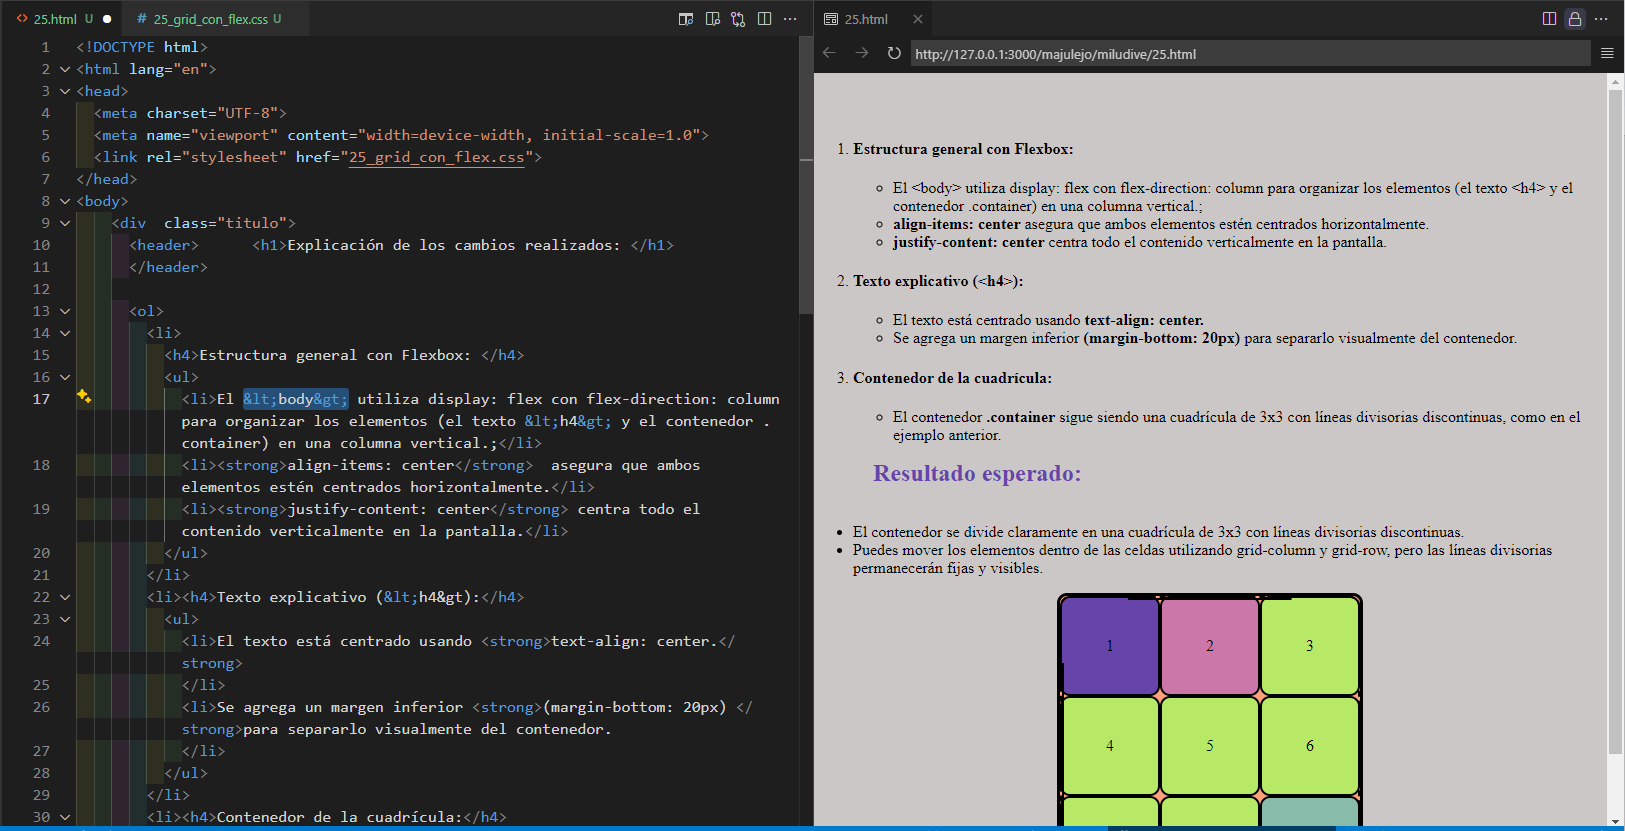 25.html U
# 25_grid_con_flex.css U
1 <!DOCTYPE html>
2 <html lang="en">
3 <head>
4 <meta charset="UTF-8">
5 <meta name="viewport" content="width=device-width, initial-scale=1.0">
6 <link rel="stylesheet" href="25_grid_con_flex.css">
7 </head>
8 <body>
9 <div  class="titulo">
10 <header>      <h1>Explicación de los cambios realizados: </h1>
11 </header>
12
13 <ol>
14 <li>
15 <h4>Estructura general con Flexbox: </h4>
16 <ul>
17 <li>El &lt;body&gt; utiliza display: flex con flex-direction: column
para organizar los elementos (el texto &lt;h4&gt; y el contenedor .
container) en una columna vertical.;</li>
18 <li><strong>align-items: center</strong>  asegura que ambos
elementos estén centrados horizontalmente.</li>
19 <li><strong>justify-content: center</strong> centra todo el
contenido verticalmente en la pantalla.</li>
20 </ul>
21 </li>
22 <li><h4>Texto explicativo (&lt;h4&gt):</h4>
23 <ul>
24 <li>El texto está centrado usando <strong>text-align: center.</
strong>
25 </li>
26 <li>Se agrega un margen inferior <strong>(margin-bottom: 20px) </
strong>para separarlo visualmente del contenedor.
27 </li>
28 </ul>
29 </li>
30 <li><h4>Contenedor de la cuadrícula:</h4>
25.html
http://127.0.0.1:3000/majulejo/miludive/25.html
1. Estructura general con Flexbox:
El <body> utiliza display: flex con flex-direction: column para organizar los elementos (el texto <h4> y el
contenedor .container) en una columna vertical.;
align-items: center asegura que ambos elementos estén centrados horizontalmente.
justify-content: center centra todo el contenido verticalmente en la pantalla.
2. Texto explicativo (<h4>):
El texto está centrado usando text-align: center.
Se agrega un margen inferior (margin-bottom: 20px) para separarlo visualmente del contenedor.
3. Contenedor de la cuadrícula:
El contenedor .container sigue siendo una cuadrícula de 3x3 con líneas divisorias discontinuas, como en el
ejemplo anterior.
Resultado esperado:
El contenedor se divide claramente en una cuadrícula de 3x3 con líneas divisorias discontinuas.
Puedes mover los elementos dentro de las celdas utilizando grid-column y grid-row, pero las líneas divisorias
permanecerán fijas y visibles.
1 2 3
4 5 6